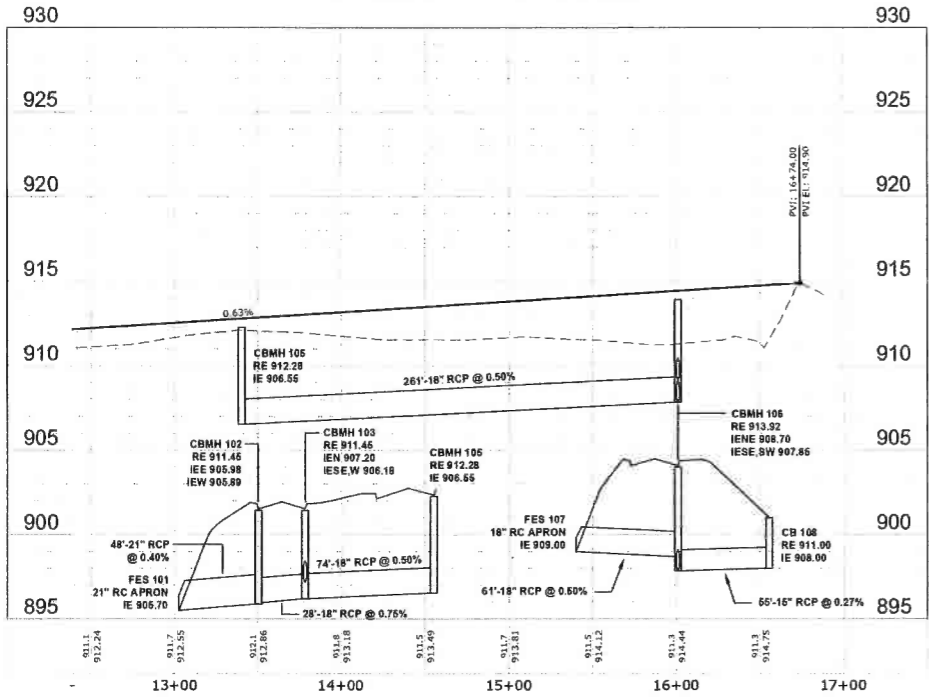 930
930
925
925
920
920
PVI: 16+74.00
PVI EL: 914.90
915
915
0.63%
910
910
CBMH 105
RE 912.28
IE 906.55
261'-18" RCP @ 0.50%
905
905
CBMH 102
RE 911.45
IEE 905.98
IEW 905.89
CBMH 103
RE 911.45
IEN 907.20
IESE,W 906.18
CBMH 105
RE 912.28
IE 906.55
CBMH 106
RE 913.92
IENE 908.70
IESE,SW 907.85
900
900
48'-21" RCP
@ 0.40%
FES 101
21" RC APRON
IE 905.70
74'-18" RCP @ 0.50%
28'-18" RCP @ 0.75%
FES 107
18" RC APRON
IE 909.00
61'-18" RCP @ 0.50%
CB 108
RE 911.00
IE 908.00
55'-15" RCP @ 0.27%
895
895
911.1
912.24
911.7
912.55
912.1
912.86
911.8
913.18
911.5
913.49
911.7
913.81
911.5
914.12
911.3
914.44
911.3
914.75
13+00
14+00
15+00
16+00
17+00